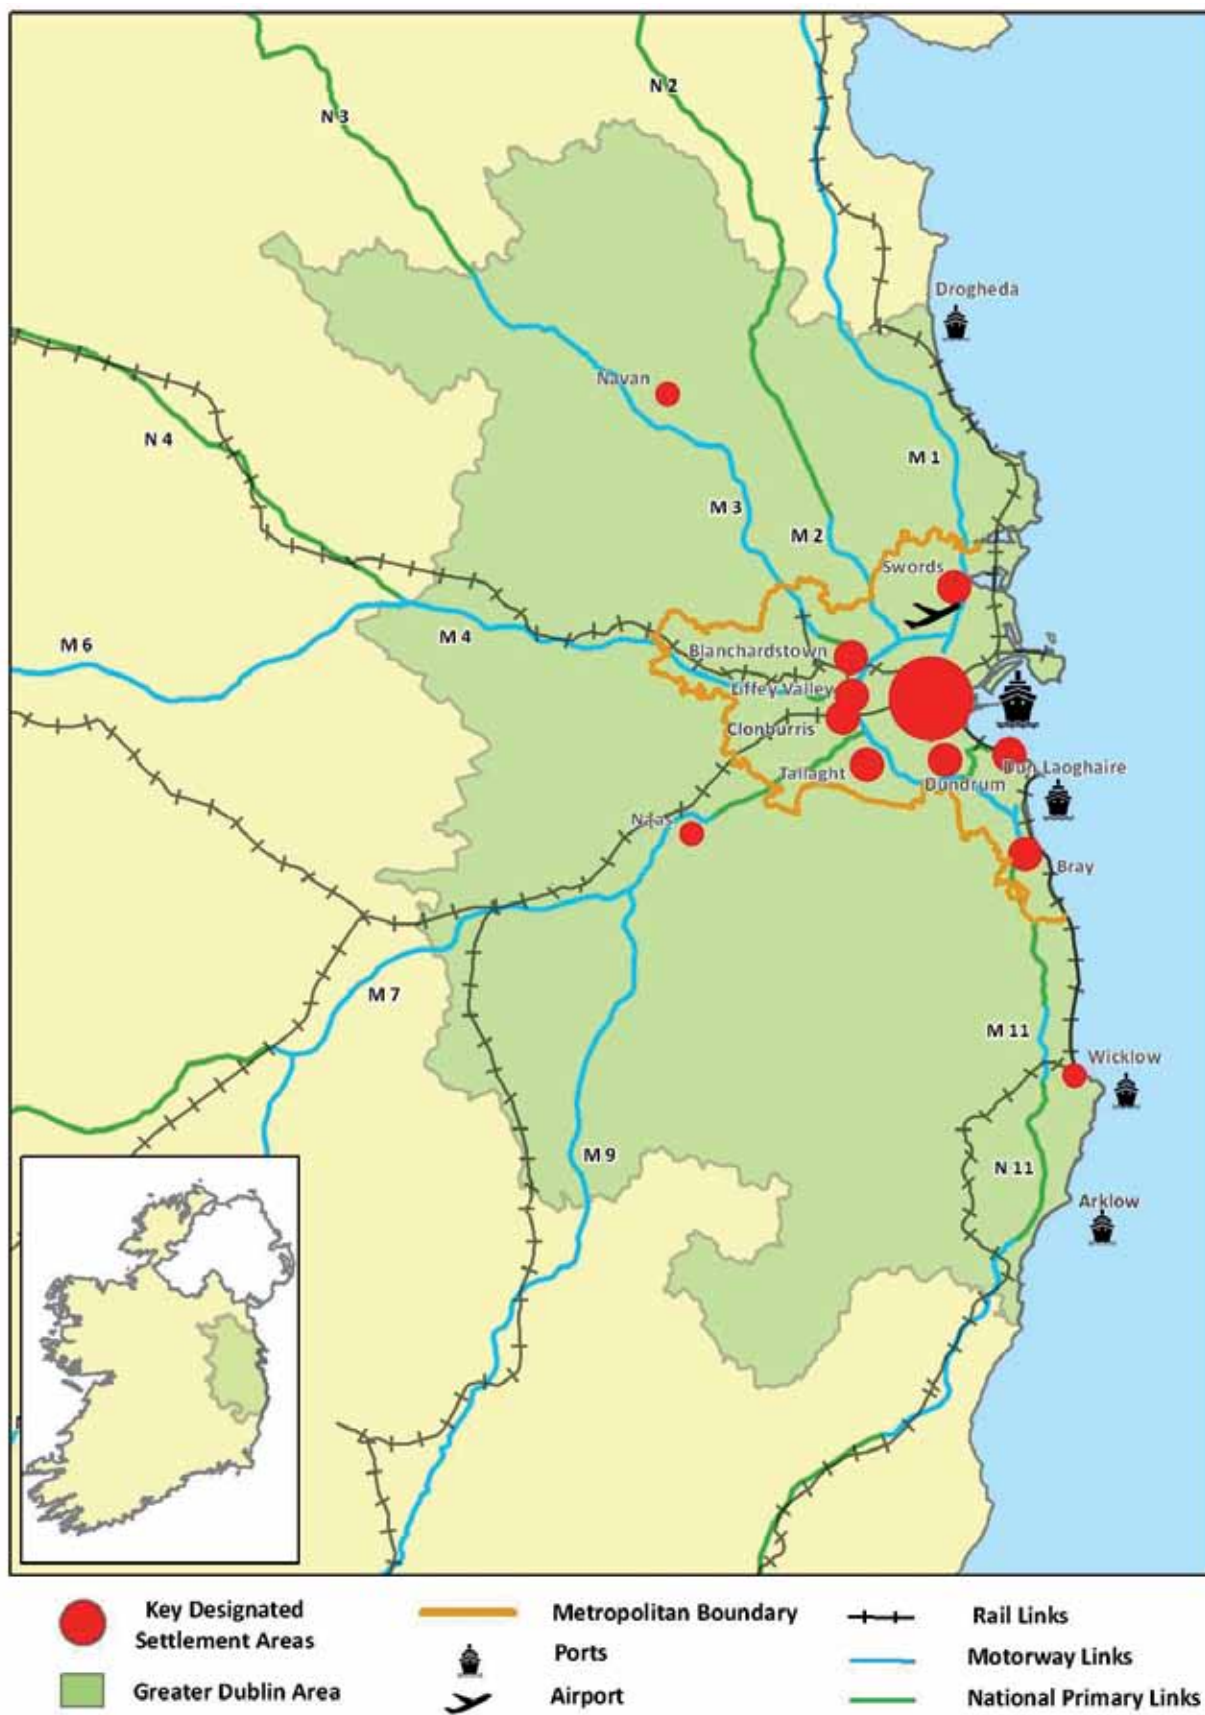 N 3
N 2
Drogheda
Navan
N 4
M 1
M 3
M 2
Swords
M 6
M 4
Blanchardstown
Liffey Valley
Clonburris
Tallaght
Dun Laoghaire
Dundrum
Naas
Bray
M 7
M 11
Wicklow
M 9
N 11
Arklow
Key Designated
Settlement Areas
Greater Dublin Area
Metropolitan Boundary
Ports
Airport
Rail Links
Motorway Links
National Primary Links